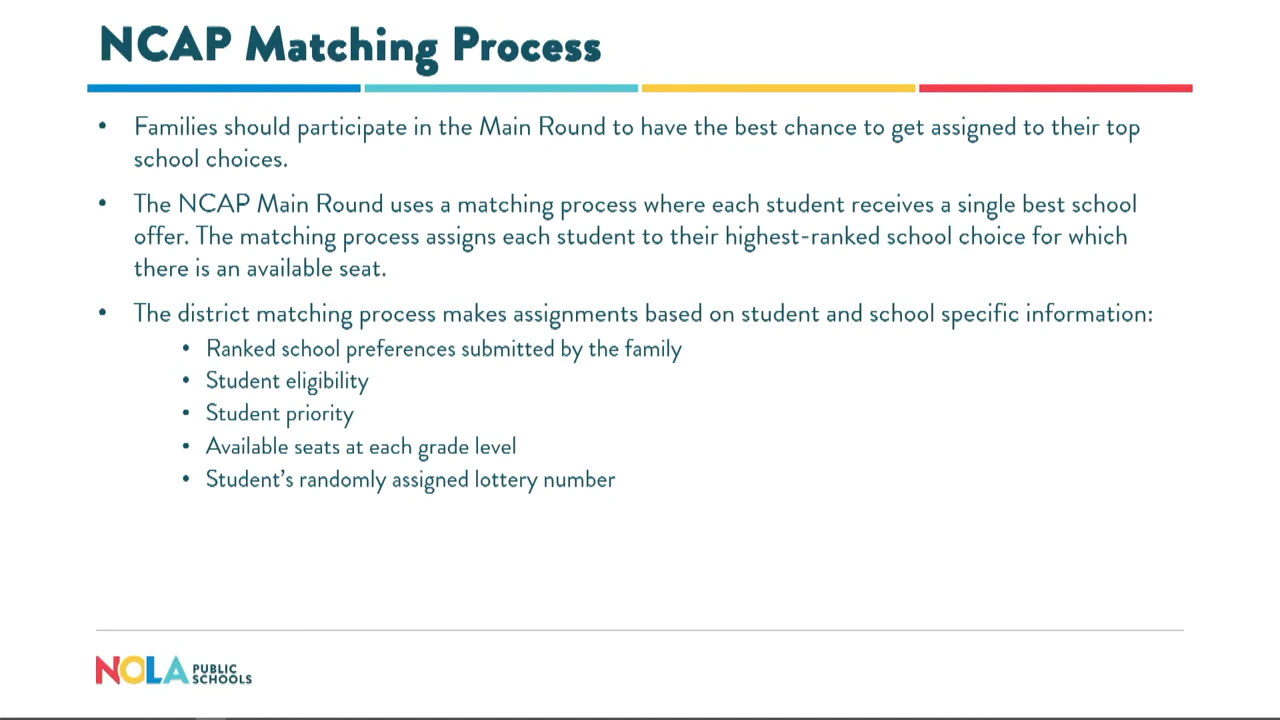 NCAP Matching Process
• Families should participate in the Main Round to have the best chance to get assigned to their top
school choices.
• The NCAP Main Round uses a matching process where each student receives a single best school
offer. The matching process assigns each student to their highest-ranked school choice for which
there is an available seat.
• The district matching process makes assignments based on student and school specific information:
• Ranked school preferences submitted by the family
• Student eligibility
• Student priority
• Available seats at each grade level
• Student’s randomly assigned lottery number
NOLA PUBLIC
SCHOOLS